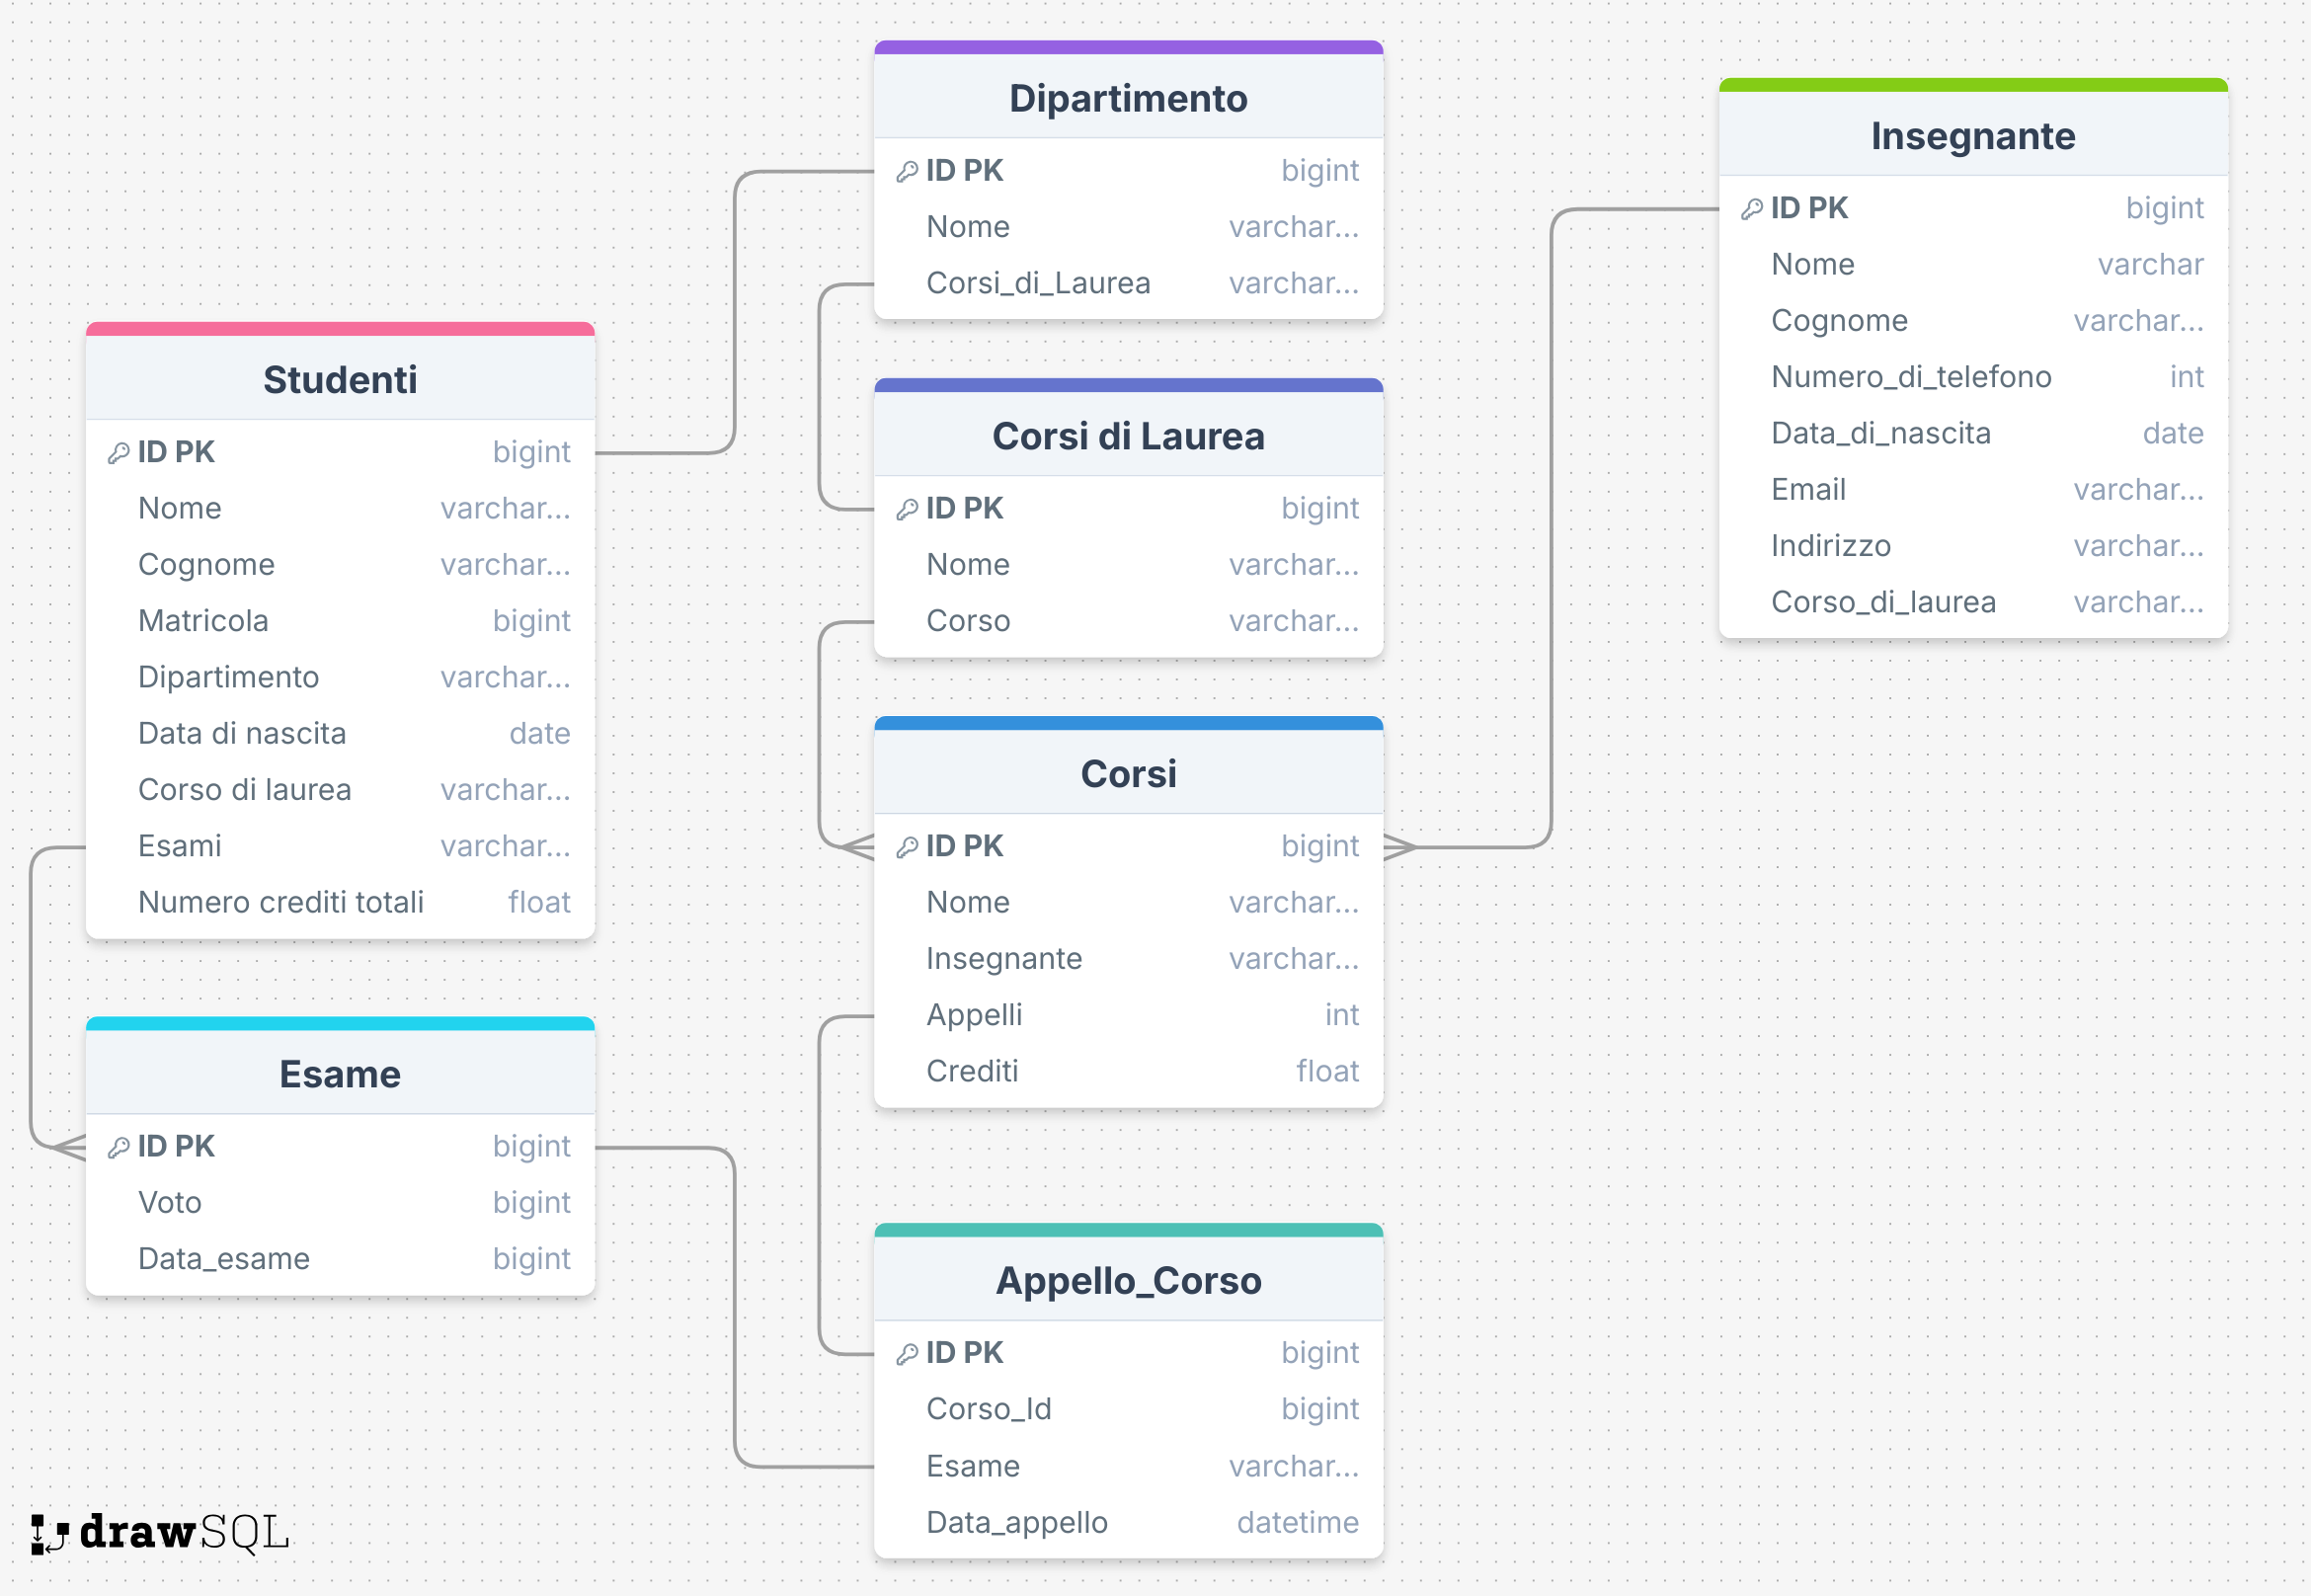 Dipartimento
ID PK bigint
Nome varchar...
Corsi_di_Laurea varchar...
Insegnante
ID PK bigint
Nome varchar
Cognome varchar...
Numero_di_telefono int
Data_di_nascita date
Email varchar...
Indirizzo varchar...
Corso_di_laurea varchar...
Studenti
ID PK bigint
Nome varchar...
Cognome varchar...
Matricola bigint
Dipartimento varchar...
Data di nascita date
Corso di laurea varchar...
Esami varchar...
Numero crediti totali float
Corsi di Laurea
ID PK bigint
Nome varchar...
Corso varchar...
Corsi
ID PK bigint
Nome varchar...
Insegnante varchar...
Appelli int
Crediti float
Esame
ID PK bigint
Voto bigint
Data_esame bigint
Appello_Corso
ID PK bigint
Corso_Id bigint
Esame varchar...
Data_appello datetime
drawSQL